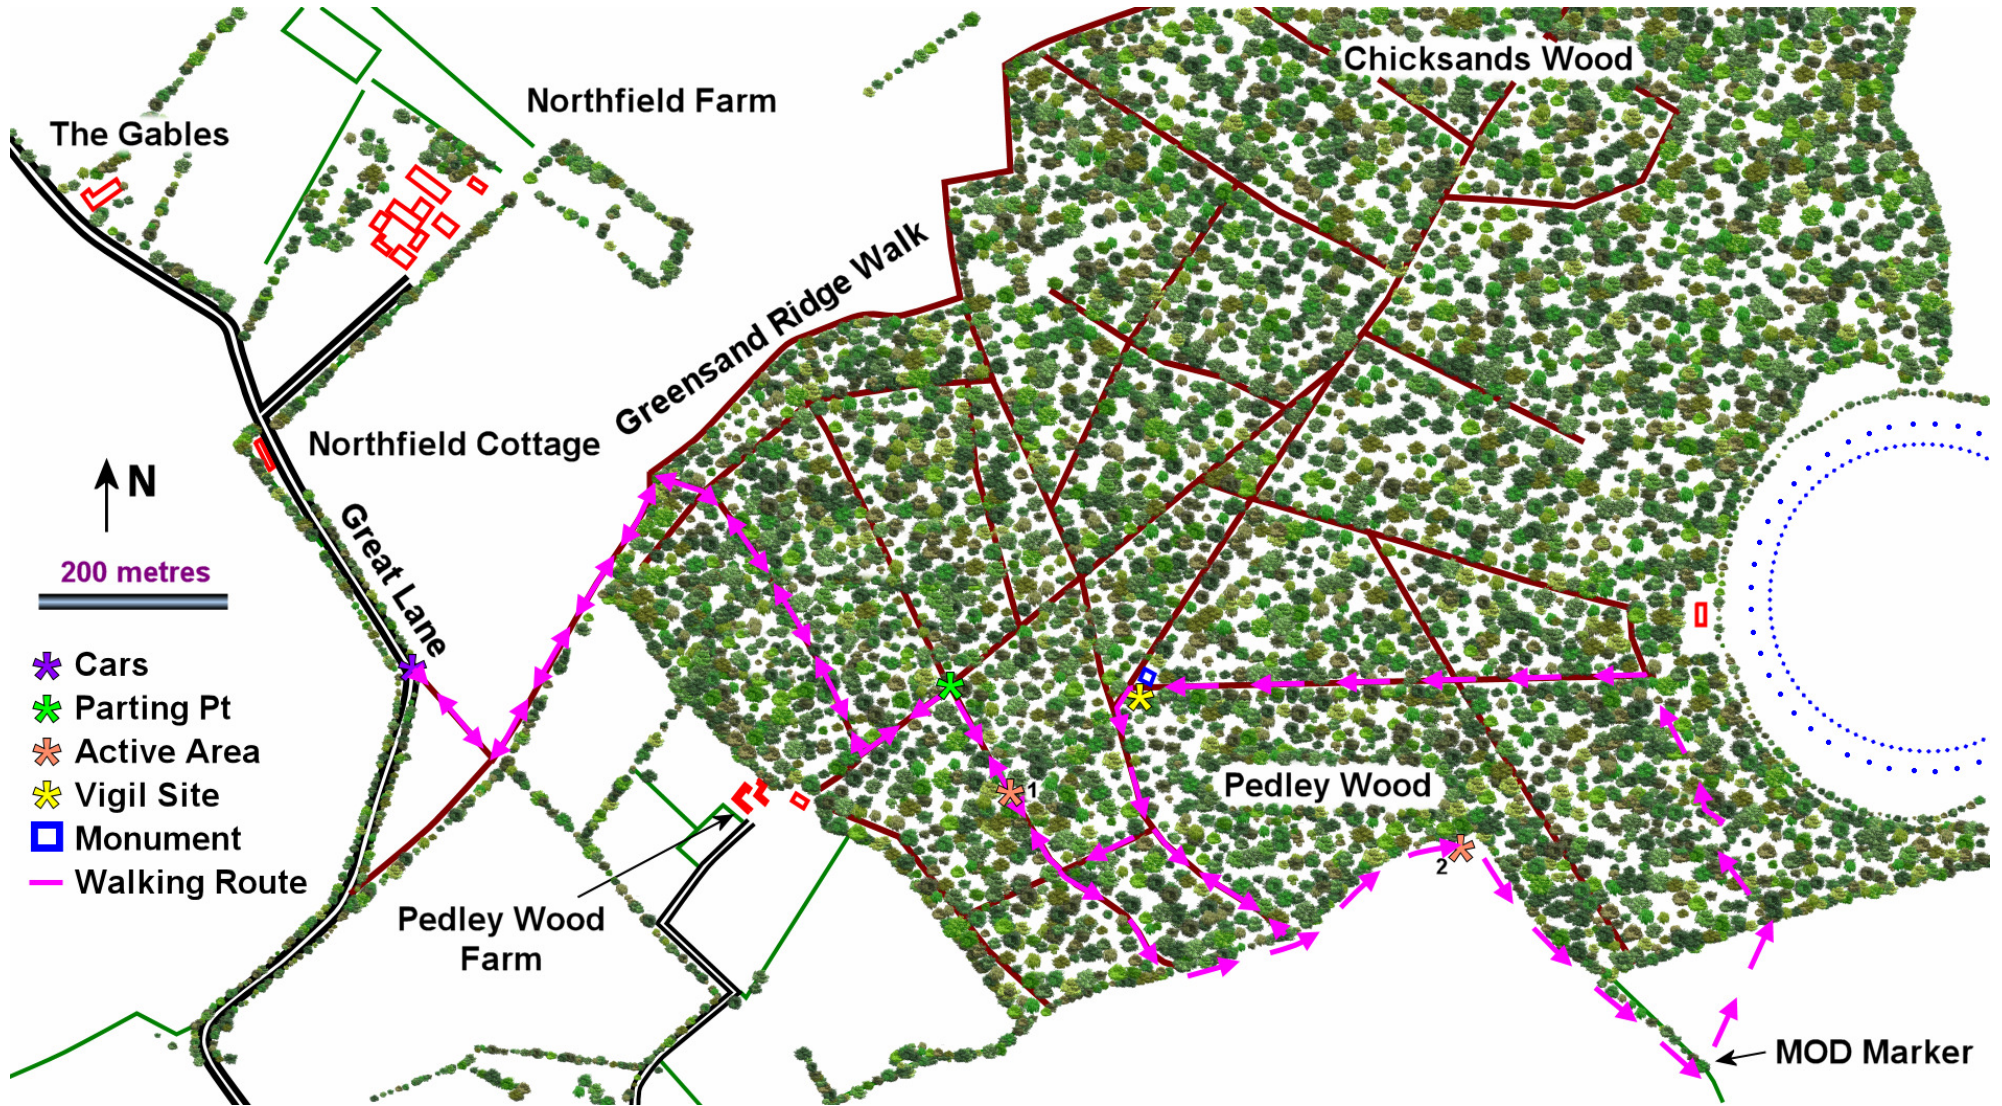 Chicksands Wood
Northfield Farm
The Gables
Greensand Ridge Walk
Northfield Cottage
N
Great Lane
200 metres
Cars
Parting Pt
Active Area
Vigil Site
Monument
Walking Route
1
Pedley Wood
2
Pedley Wood
Farm
MOD Marker